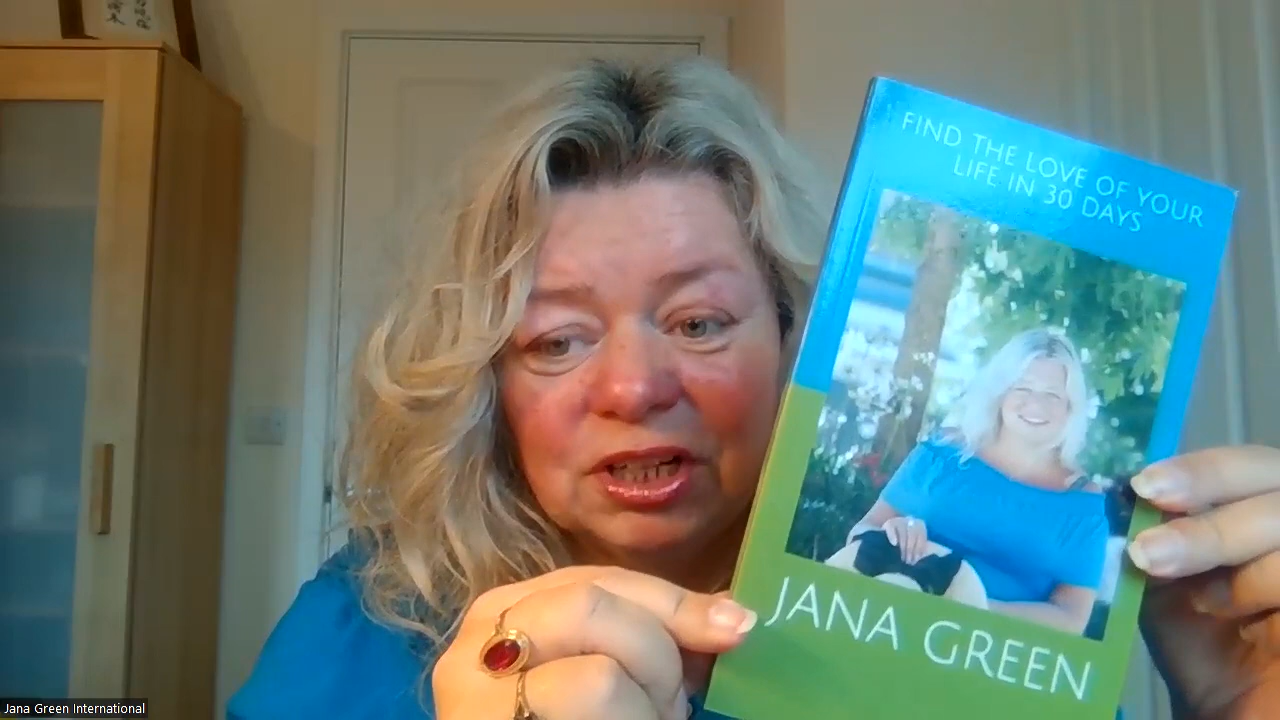 FIND THE LOVE OF YOUR
LIFE IN 30 DAYS
JANA GREEN
Jana Green International